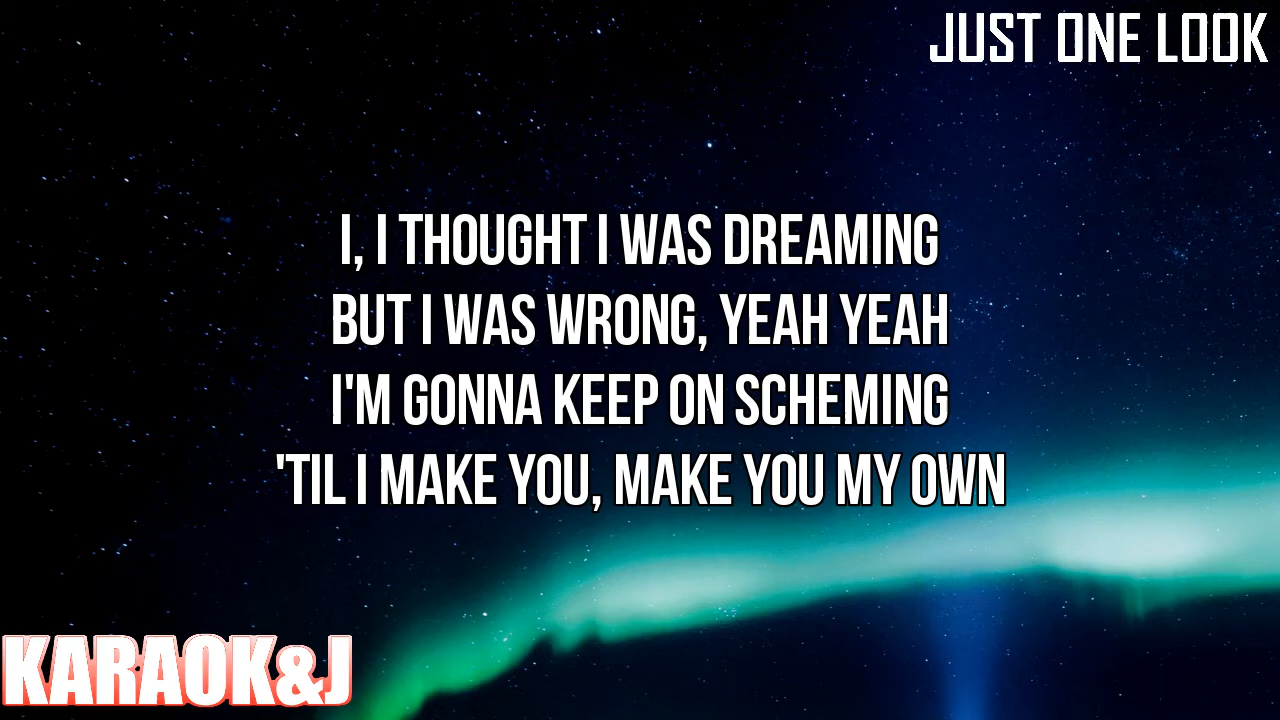 JUST ONE LOOK
I, I THOUGHT I WAS DREAMING
BUT I WAS WRONG, YEAH YEAH
I'M GONNA KEEP ON SCHEMING
'TIL I MAKE YOU, MAKE YOU MY OWN
KARAOK&J